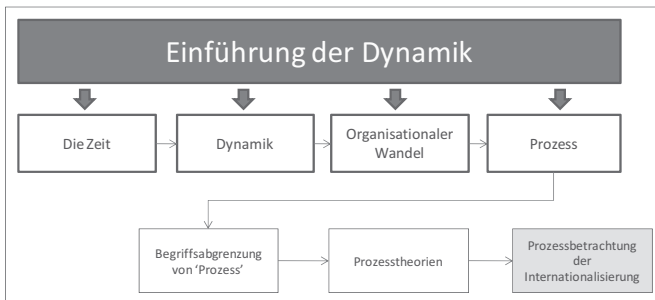 Einführung der Dynamik
Die Zeit
Dynamik
Organisationaler
Wandel
Prozess
Begriffsabgrenzung
von 'Prozess'
Prozesstheorien
Prozessbetrachtung
der
Internationalisierung